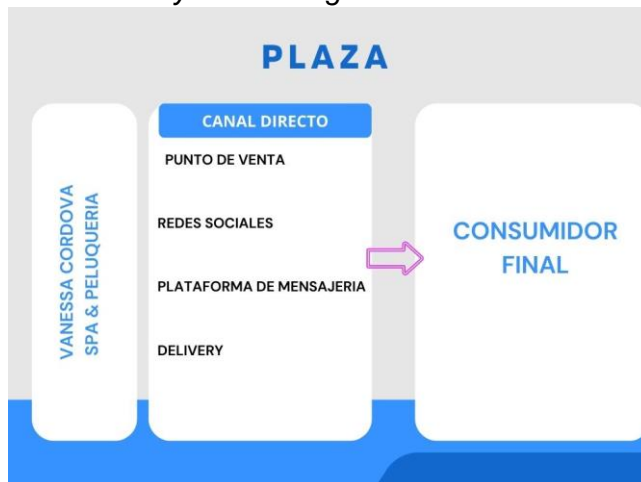 PLAZA
VANESSA CORDOVA
SPA & PELUQUERIA
CANAL DIRECTO
PUNTO DE VENTA
REDES SOCIALES
PLATAFORMA DE MENSAJERIA
DELIVERY
CONSUMIDOR
FINAL